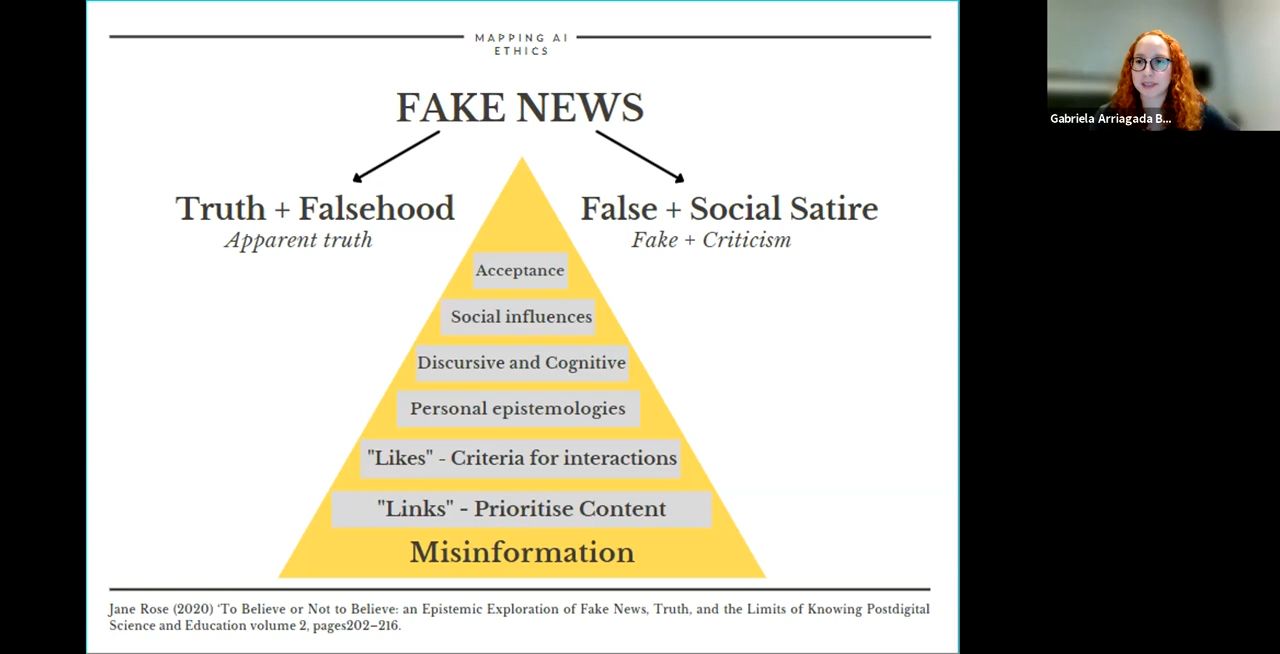 MAPPING AI
ETHICS
FAKE NEWS
Truth + Falsehood
Apparent truth
False + Social Satire
Fake + Criticism
Acceptance
Social influences
Discursive and Cognitive
Personal epistemologies
"Likes" - Criteria for interactions
"Links" - Prioritise Content
Misinformation
Jane Rose (2020) 'To Believe or Not to Believe: an Epistemic Exploration of Fake News, Truth, and the Limits of Knowing Postdigital
Science and Education volume 2, pages202–216.
Gabriela Arriagada B...